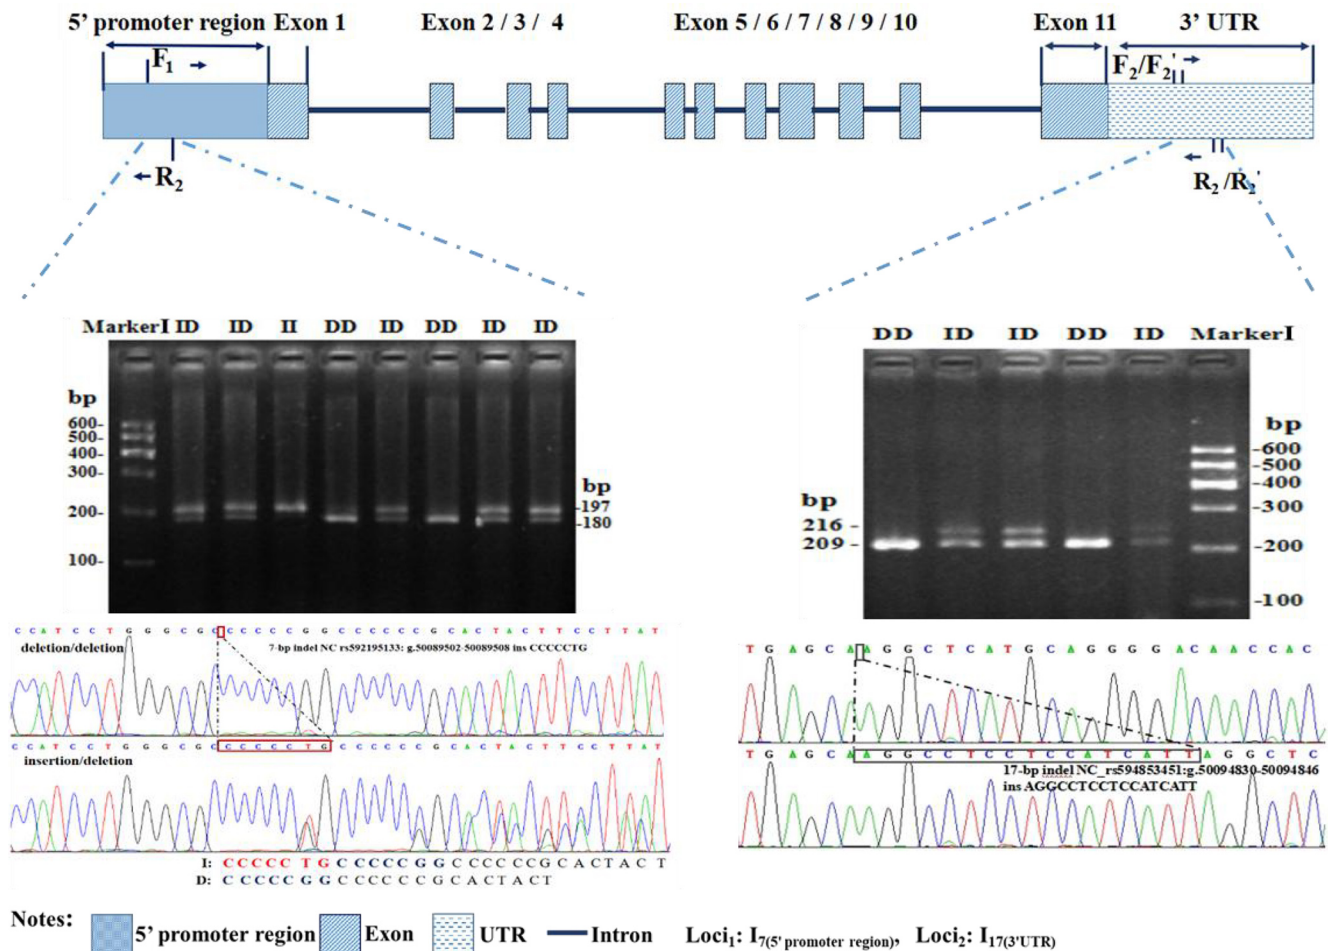 5' promoter region Exon 1 Exon 2 / 3 / 4 Exon 5 / 6 / 7 / 8 / 9 / 10 Exon 11 3' UTR
F1
F2/F2'
R2
R2 /R2'
MarkerI ID ID II DD ID DD ID ID
bp
600-
500-
400-
300-
200-
100-
bp
-197
-180
DD ID ID DD ID MarkerI
bp
216 -
209 -
bp
-600
-500
-400
-300
-200
-100
C C A T C C T G G G C G C C C C C C G G C C C C C C G C A C T A C T T C C T T A T
deletion/deletion
7-bp indel NC rs592195133: g.50089502-50089508 ins CCCCCTG
C C A T C C T G G G C G C C C C C T G C C C C C C G C A C T A C T T C C T T A T
insertion/deletion
I: C C C C C T G C C C C C G G C C C C C C G C A C T A C T
D: C C C C C G G C C C C C C G C A C T A C T
T G A G C A A G G C T C A T G C A G G G G A C A A C C A C
T G A G C A A G G C C T C C T C C A T C A T T A G G C T C
17-bp indel NC_rs594853451:g.50094830-50094846
ins AGGCCTCCTCCATCATT
Notes: 5' promoter region Exon UTR Intron Loci1: I7(5' promoter region), Loci2: I17(3'UTR)